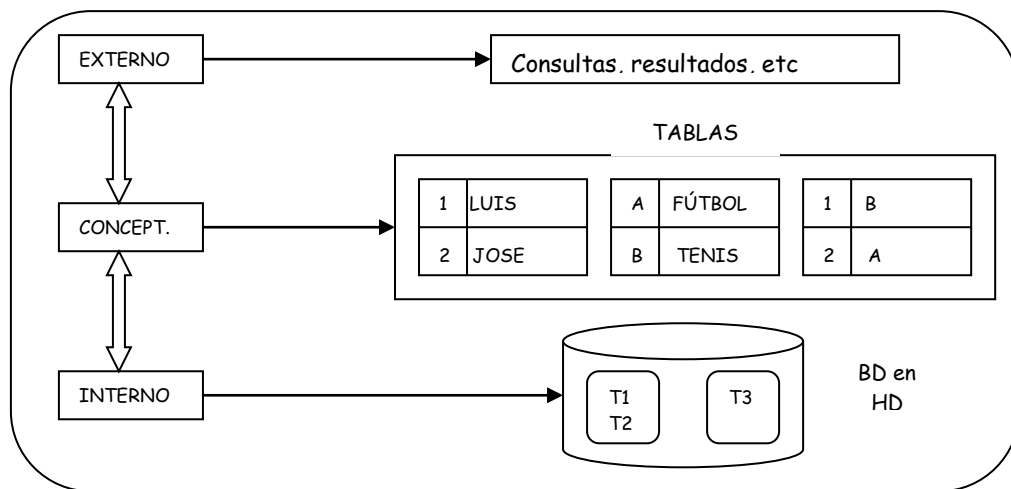 EXTERNO
Consultas, resultados, etc
TABLAS
CONCEPT.
1 LUIS
2 JOSE
A FÚTBOL
B TENIS
1 B
2 A
INTERNO
T1
T2
T3
BD en
HD